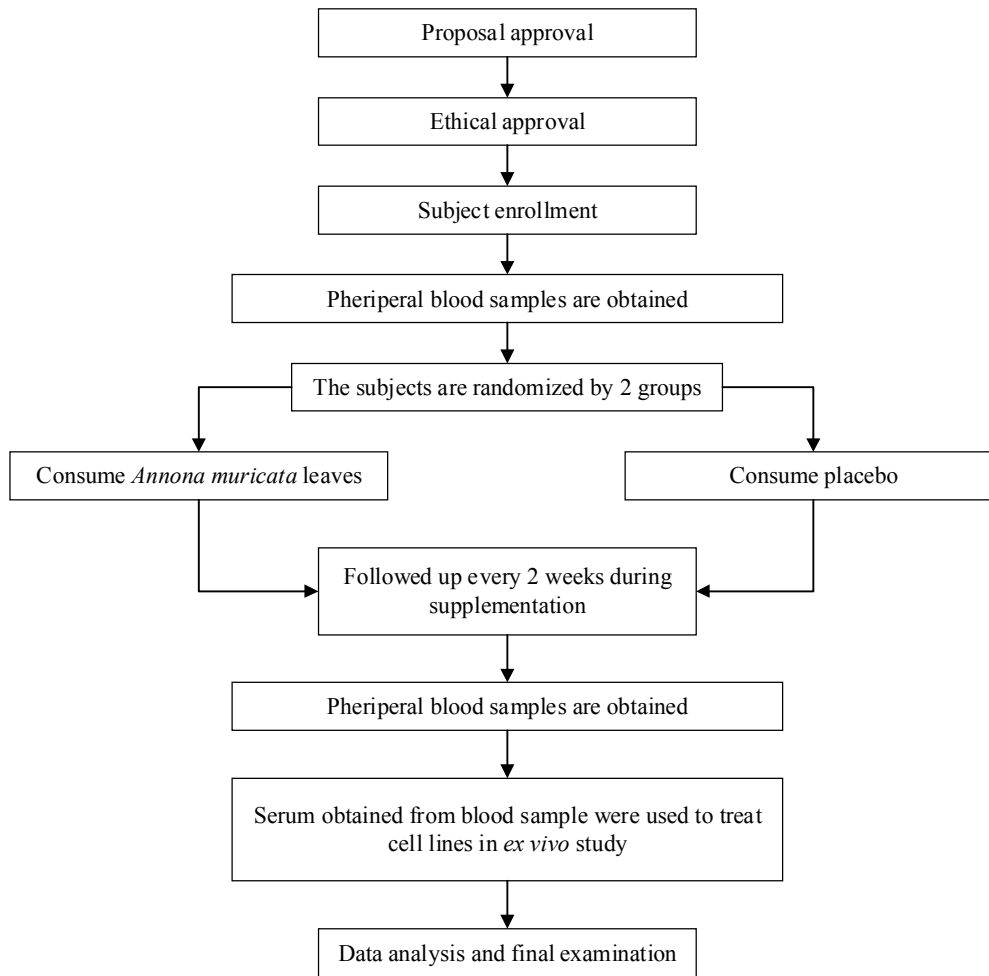 Proposal approval
Ethical approval
Subject enrollment
Pheriperal blood samples are obtained
The subjects are randomized by 2 groups
Consume Annona muricata leaves
Consume placebo
Followed up every 2 weeks during
supplementation
Pheriperal blood samples are obtained
Serum obtained from blood sample were used to treat
cell lines in ex vivo study
Data analysis and final examination